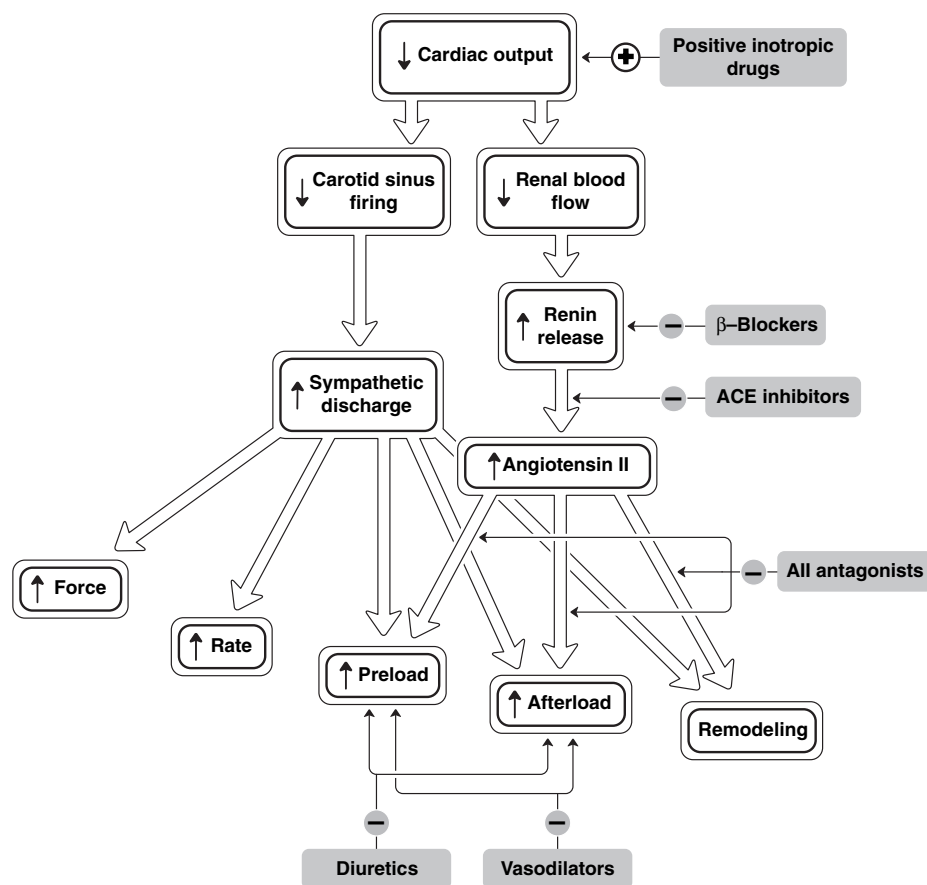 ↓ Cardiac output
+
Positive inotropic
drugs
↓ Carotid sinus
firing
↓ Renal blood
flow
↑ Renin
release
−
β–Blockers
↑ Sympathetic
discharge
−
ACE inhibitors
↑ Angiotensin II
−
All antagonists
↑ Force
↑ Rate
↑ Preload
↑ Afterload
Remodeling
−
−
Diuretics
Vasodilators